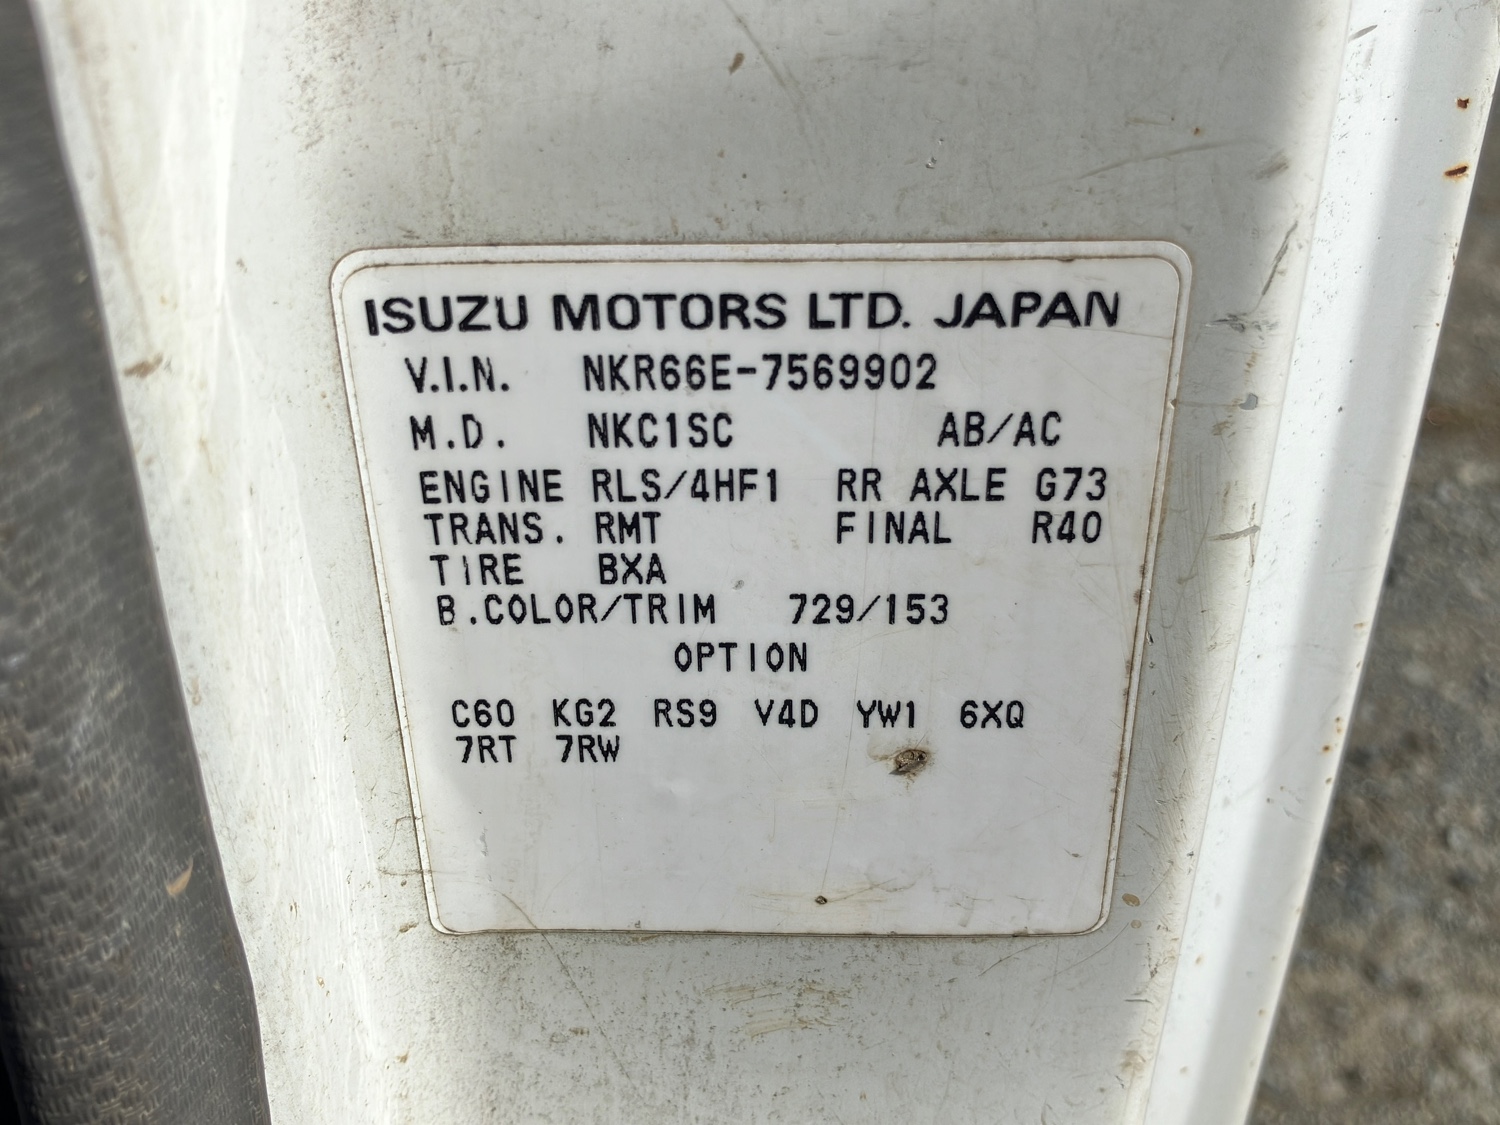 ISUZU MOTORS LTD. JAPAN
V.I.N. NKR66E-7569902
M.D. NKC1SC AB/AC
ENGINE RLS/4HF1 RR AXLE G73
TRANS. RMT FINAL R40
TIRE BXA
B.COLOR/TRIM 729/153
OPTION
C60 KG2 RS9 V4D YW1 6XQ
7RT 7RW